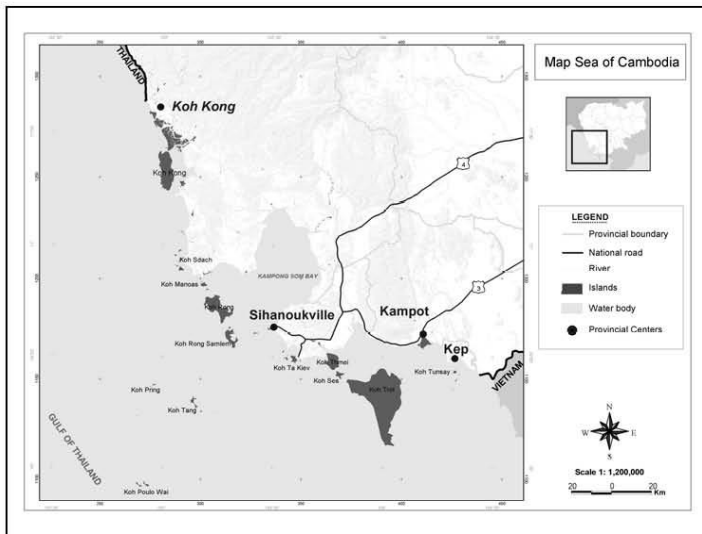 Map Sea of Cambodia
THAILAND
Koh Kong
Koh Kong
4
KAMPONG SOM BAY
Koh Sdach
Koh Manoas
Koh Rong
Sihanoukville
Kampot
3
Koh Rong Samlem
Kep
Koh Ta Kiev
Koh Thmei
Koh Ses
Koh Tunsay
VIETNAM
Koh Tral
Koh Pring
Koh Tang
GULF OF THAILAND
Koh Poulo Wai
LEGEND
Provincial boundary
National road
River
Islands
Water body
Provincial Centers
N
W
E
S
Scale 1: 1,200,000
20 0 20
Km